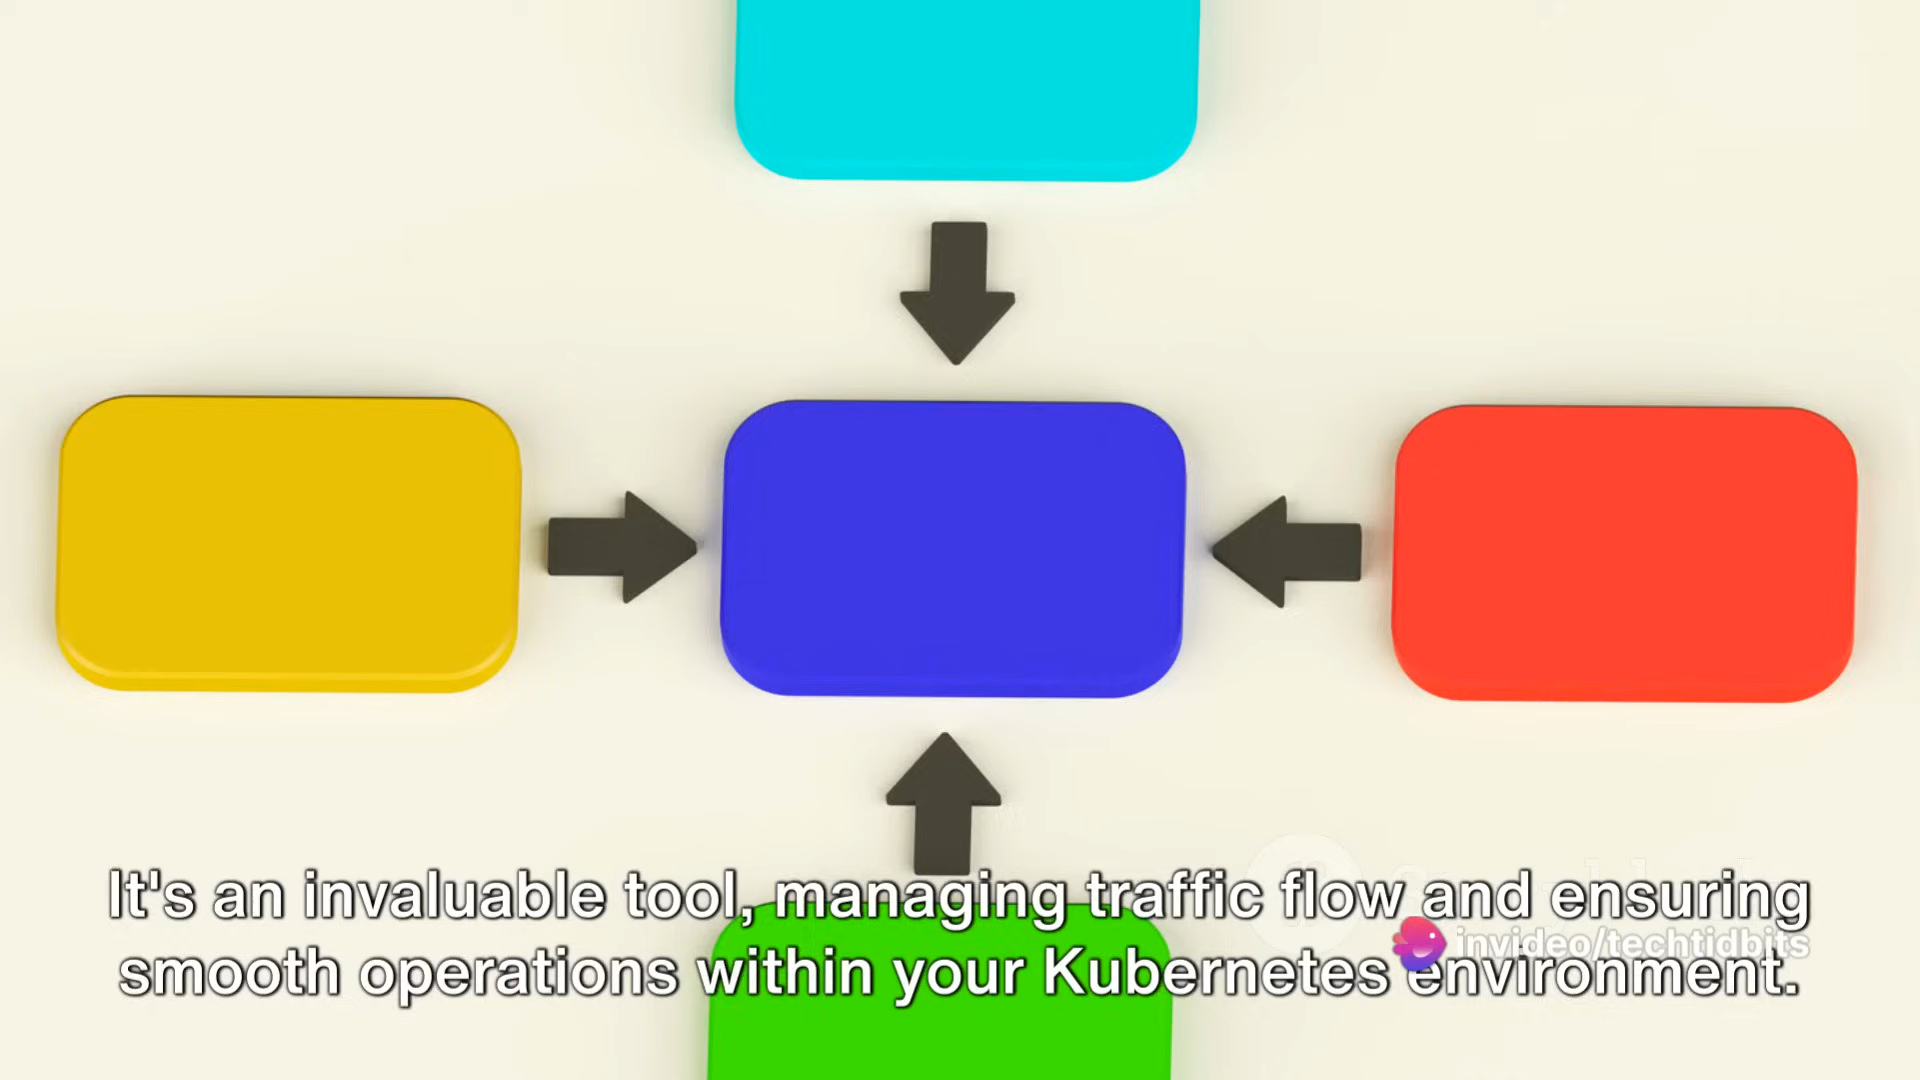 It's an invaluable tool, managing traffic flow and ensuring
invideo/techtidbits
smooth operations within your Kubernetes environment.